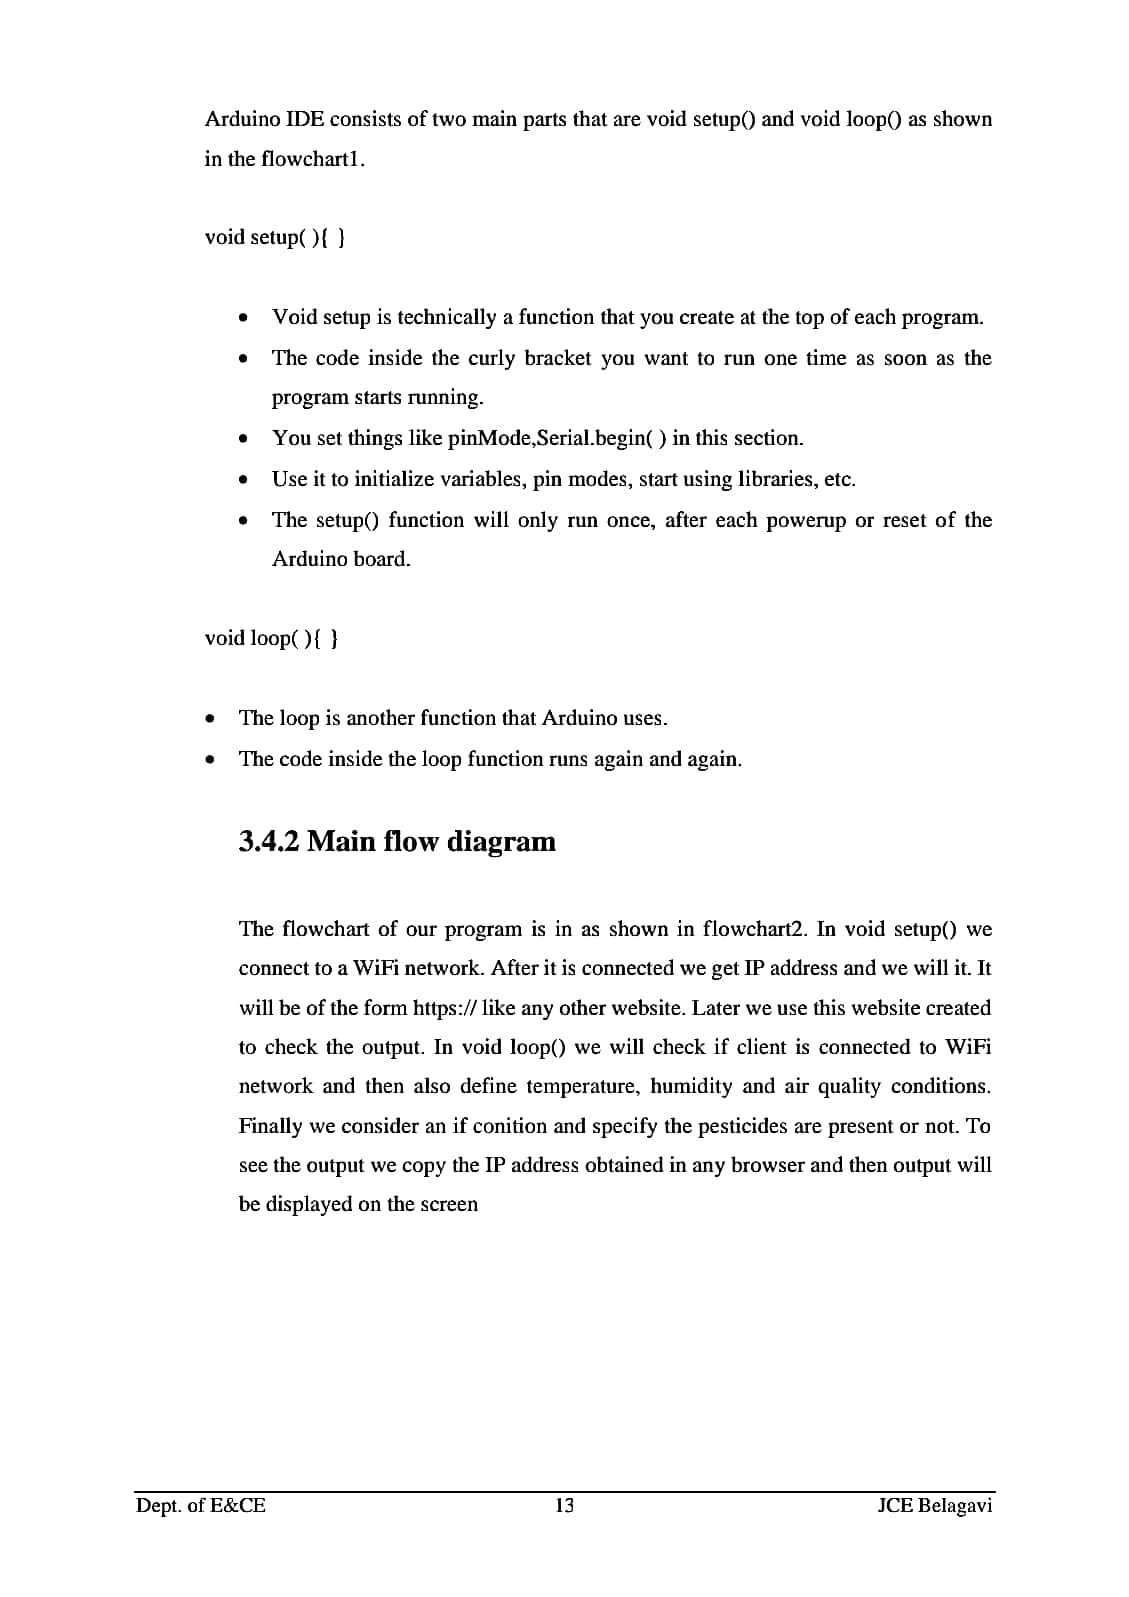 Arduino IDE consists of two main parts that are void setup() and void loop() as shown
in the flowchart1.
void setup( ){ }
• Void setup is technically a function that you create at the top of each program.
• The code inside the curly bracket you want to run one time as soon as the
program starts running.
• You set things like pinMode,Serial.begin( ) in this section.
• Use it to initialize variables, pin modes, start using libraries, etc.
• The setup() function will only run once, after each powerup or reset of the
Arduino board.
void loop( ){ }
• The loop is another function that Arduino uses.
• The code inside the loop function runs again and again.
3.4.2 Main flow diagram
The flowchart of our program is in as shown in flowchart2. In void setup() we
connect to a WiFi network. After it is connected we get IP address and we will it. It
will be of the form https:// like any other website. Later we use this website created
to check the output. In void loop() we will check if client is connected to WiFi
network and then also define temperature, humidity and air quality conditions.
Finally we consider an if conition and specify the pesticides are present or not. To
see the output we copy the IP address obtained in any browser and then output will
be displayed on the screen
Dept. of E&CE 13 JCE Belagavi